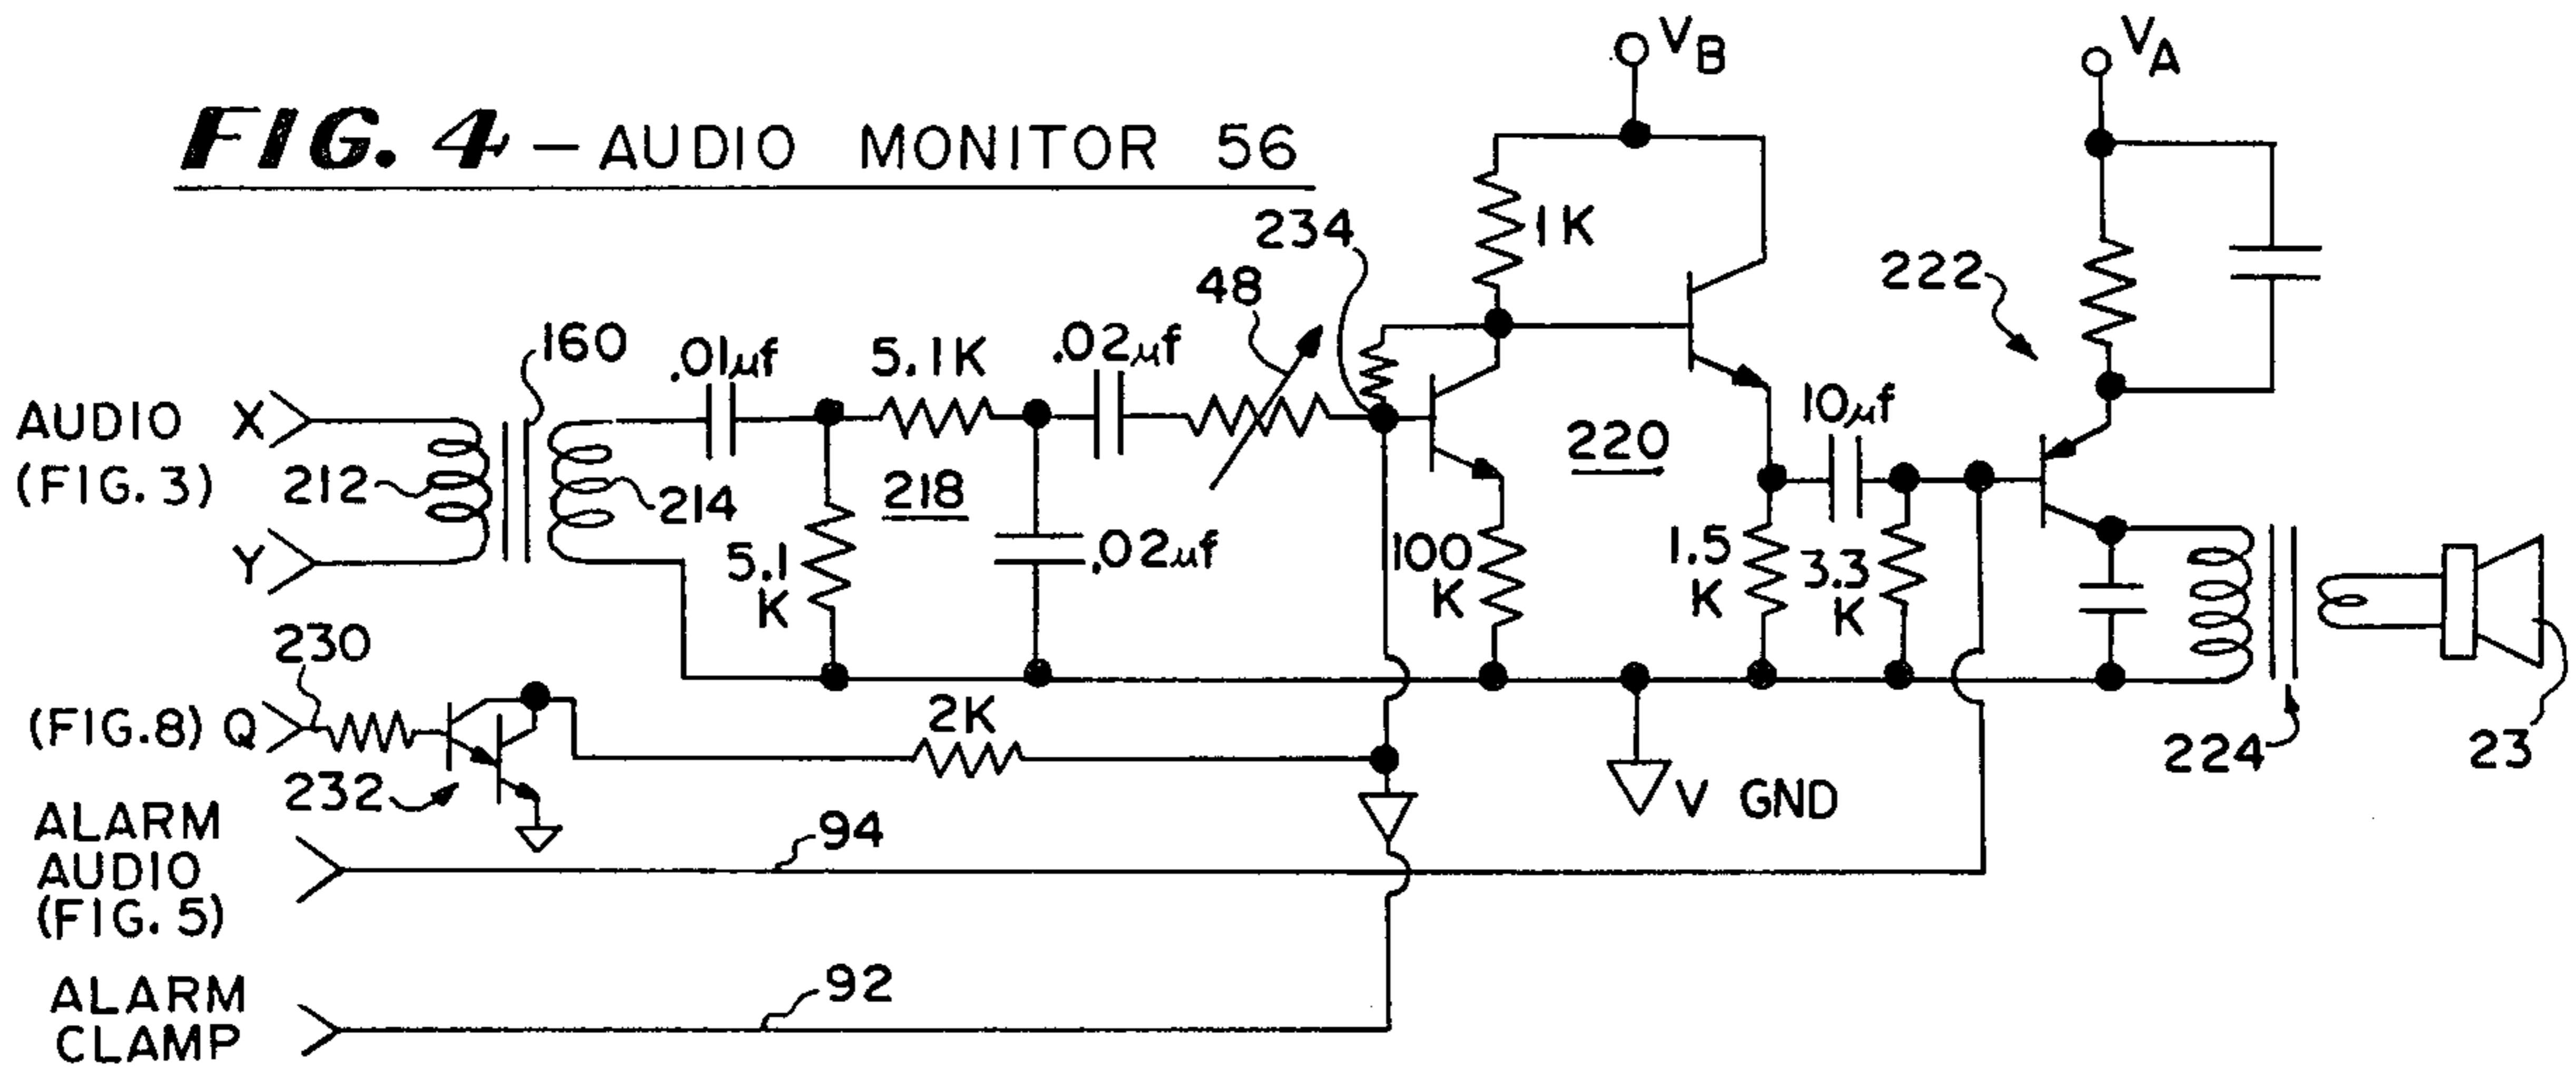 FIG. 4 – AUDIO MONITOR 56
V B
V A
234
1K
222
48
160
.01µf
5.1K
.02µf
10µf
AUDIO
(FIG. 3)
X
Y
212
214
218
220
5.1
K
.02µf
100
K
1.5
K
3.3
K
230
(FIG.8) Q
232
2K
V GND
224
23
ALARM
AUDIO
(FIG. 5)
94
ALARM
CLAMP
92